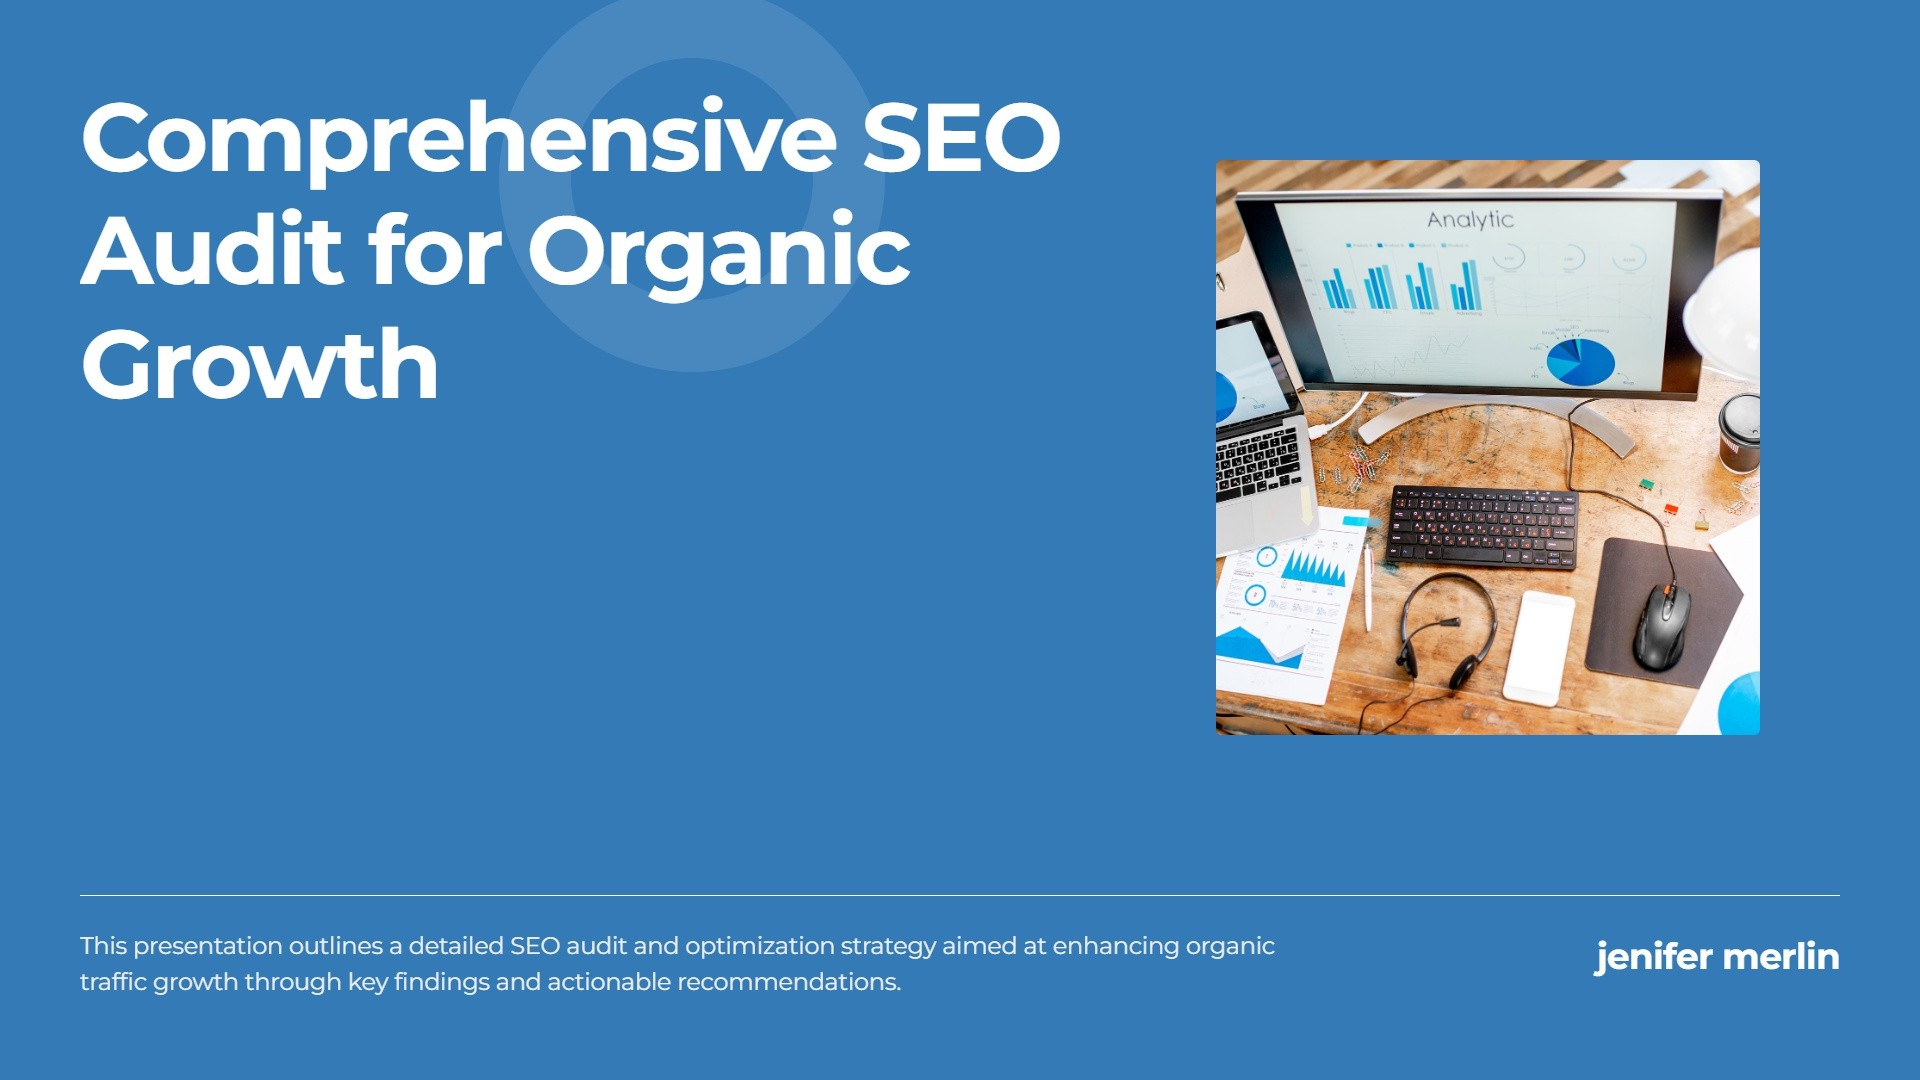 Comprehensive SEO
Audit for Organic
Growth
Analytic
This presentation outlines a detailed SEO audit and optimization strategy aimed at enhancing organic
traffic growth through key findings and actionable recommendations.
jenifer merlin